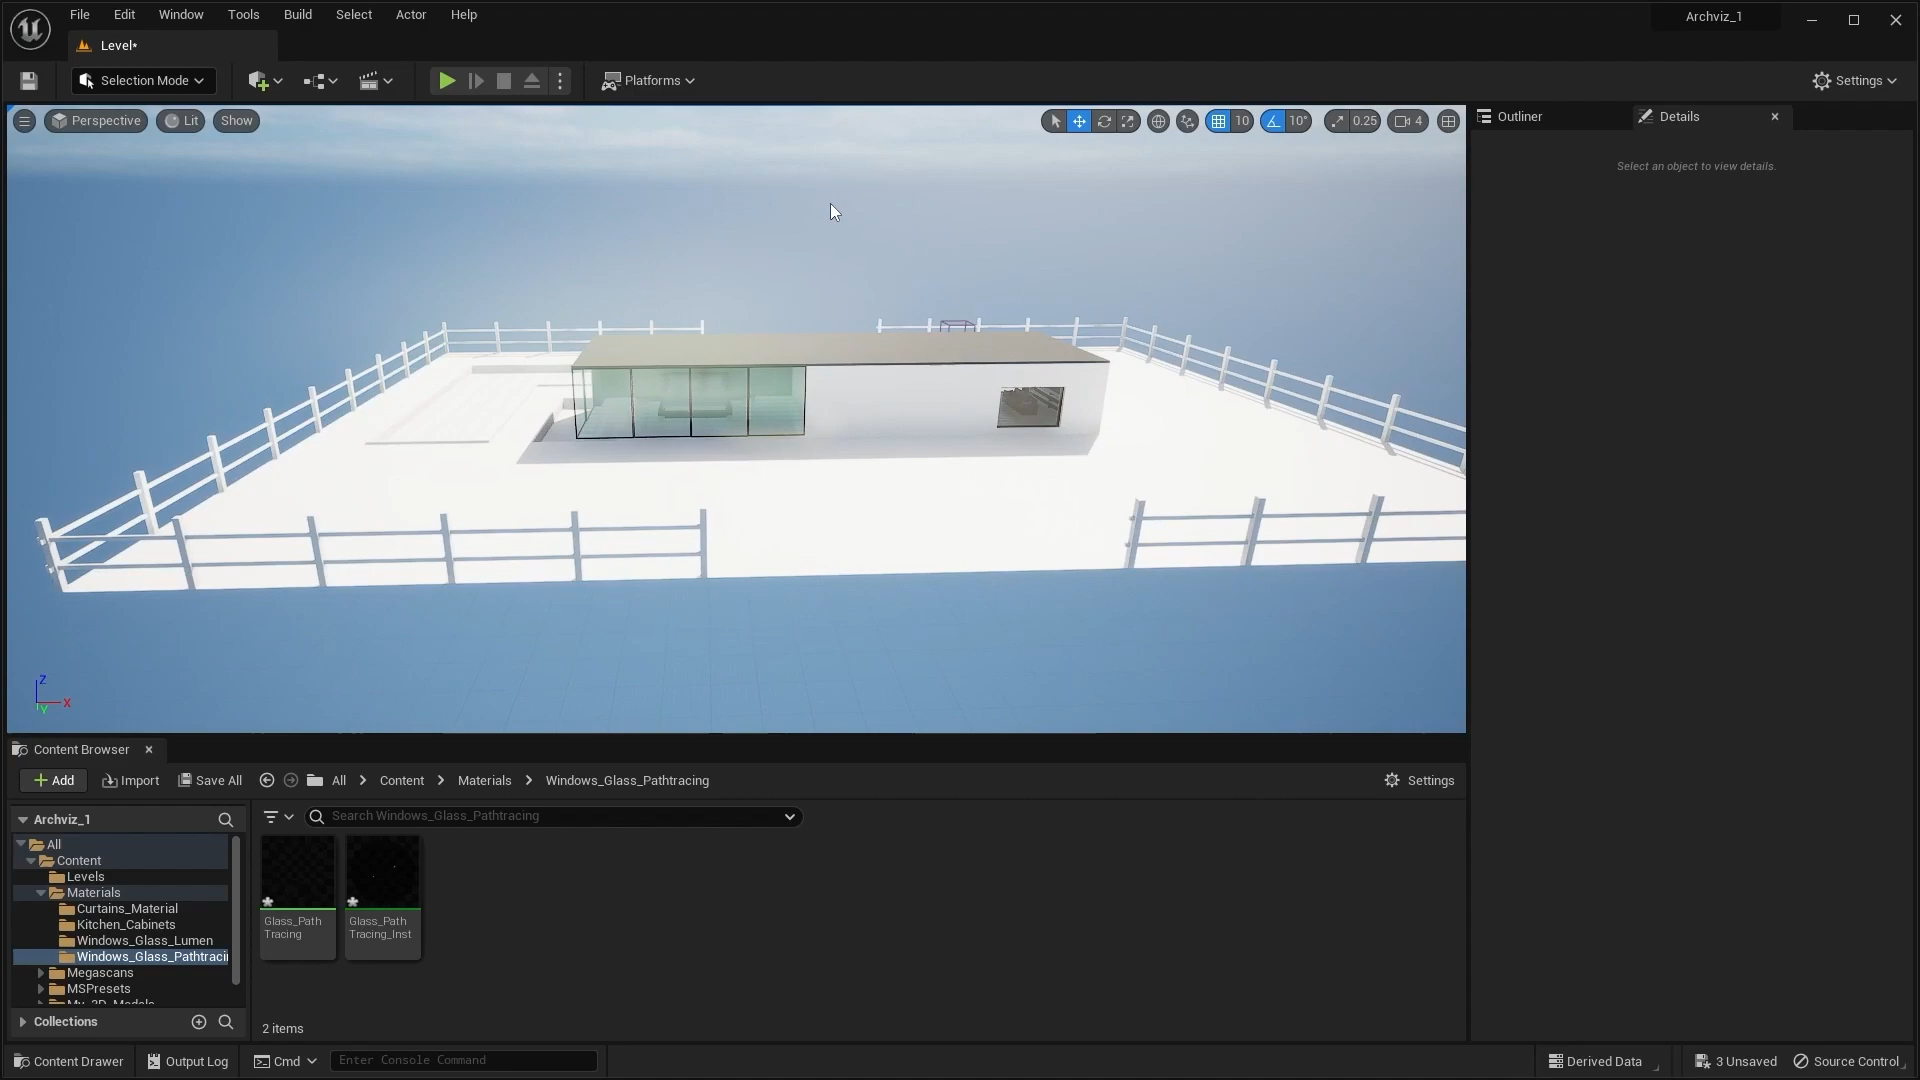 File Edit Window Tools Build Select Actor Help
Archviz_1
Level*
Selection Mode
Platforms
Settings
Perspective
Lit
Show
10
10°
0.25
4
Outliner
Details
Select an object to view details.
Z
X
Y
Content Browser
Add
Import
Save All
All
Content
Materials
Windows_Glass_Pathtracing
Settings
Archviz_1
Search Windows_Glass_Pathtracing
All
Content
Levels
Materials
Curtains_Material
Kitchen_Cabinets
Windows_Glass_Lumen
Windows_Glass_Pathtraci
Megascans
MSPresets
My_3D_Models
Collections
Glass_Path
Tracing
Glass_Path
Tracing_Inst
2 items
Content Drawer
Output Log
Cmd
Enter Console Command
Derived Data
3 Unsaved
Source Control